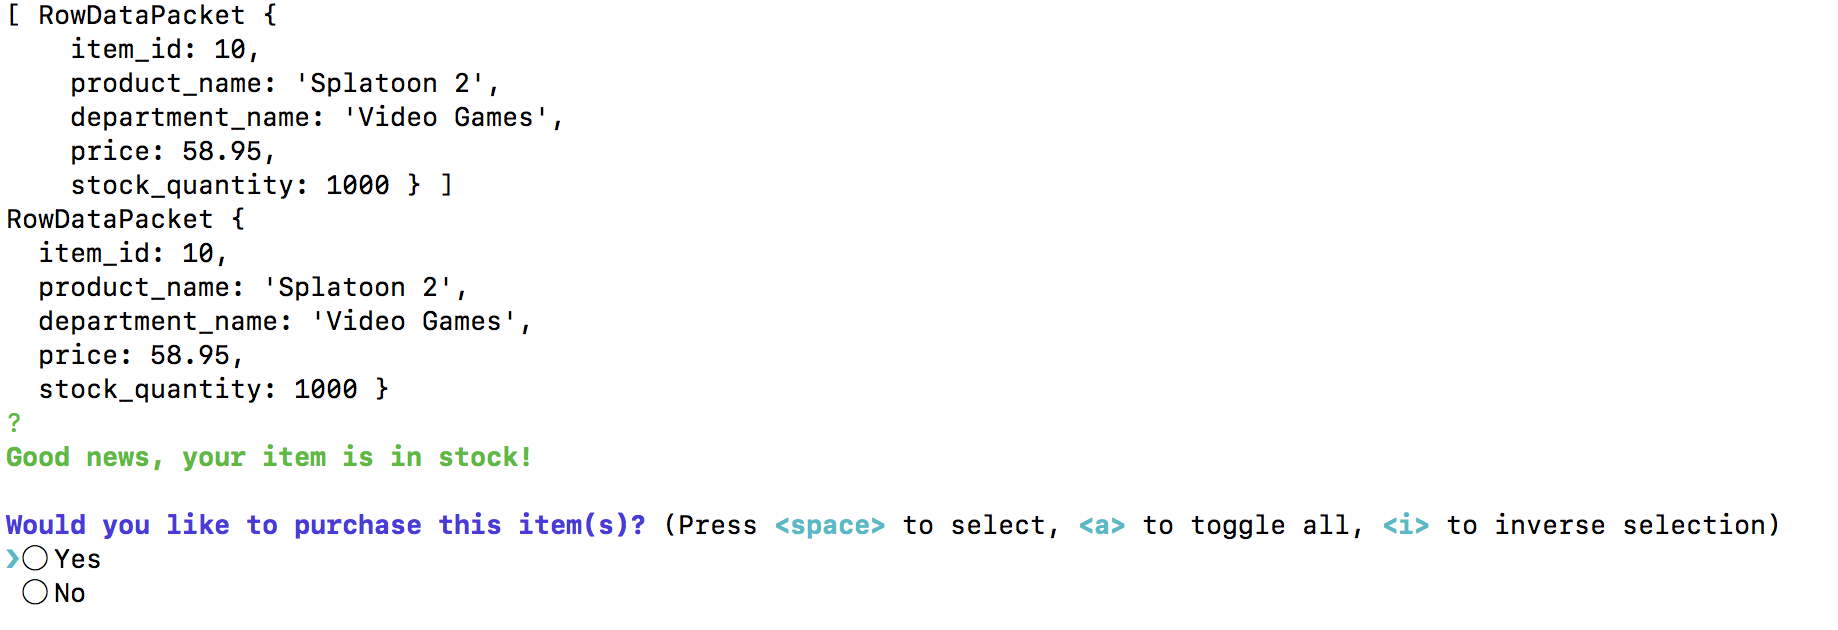 [ RowDataPacket {
    item_id: 10,
    product_name: 'Splatoon 2',
    department_name: 'Video Games',
    price: 58.95,
    stock_quantity: 1000 } ]
RowDataPacket {
  item_id: 10,
  product_name: 'Splatoon 2',
  department_name: 'Video Games',
  price: 58.95,
  stock_quantity: 1000 }
?
Good news, your item is in stock!
Would you like to purchase this item(s)? (Press <space> to select, <a> to toggle all, <i> to inverse selection)
❯◯ Yes
 ◯ No